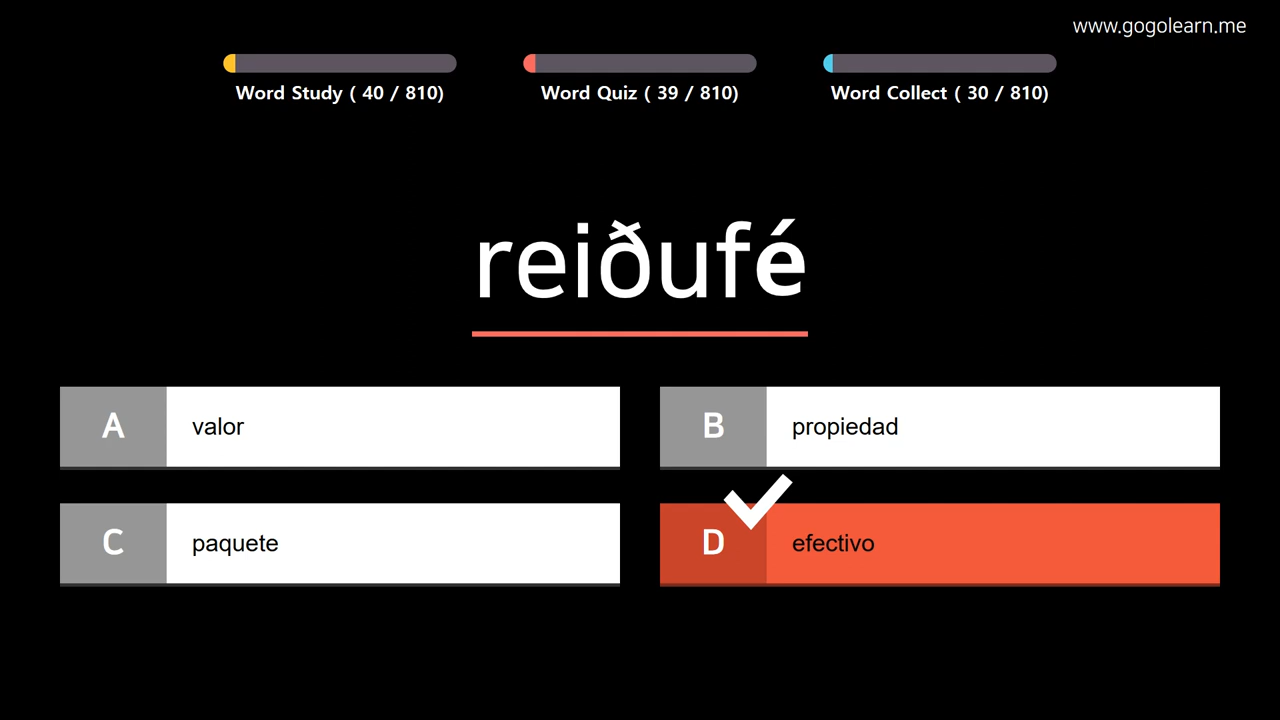 www.gogolearn.me
Word Study ( 40 / 810)
Word Quiz ( 39 / 810)
Word Collect ( 30 / 810)
reiðufé
A valor
B propiedad
C paquete
D efectivo